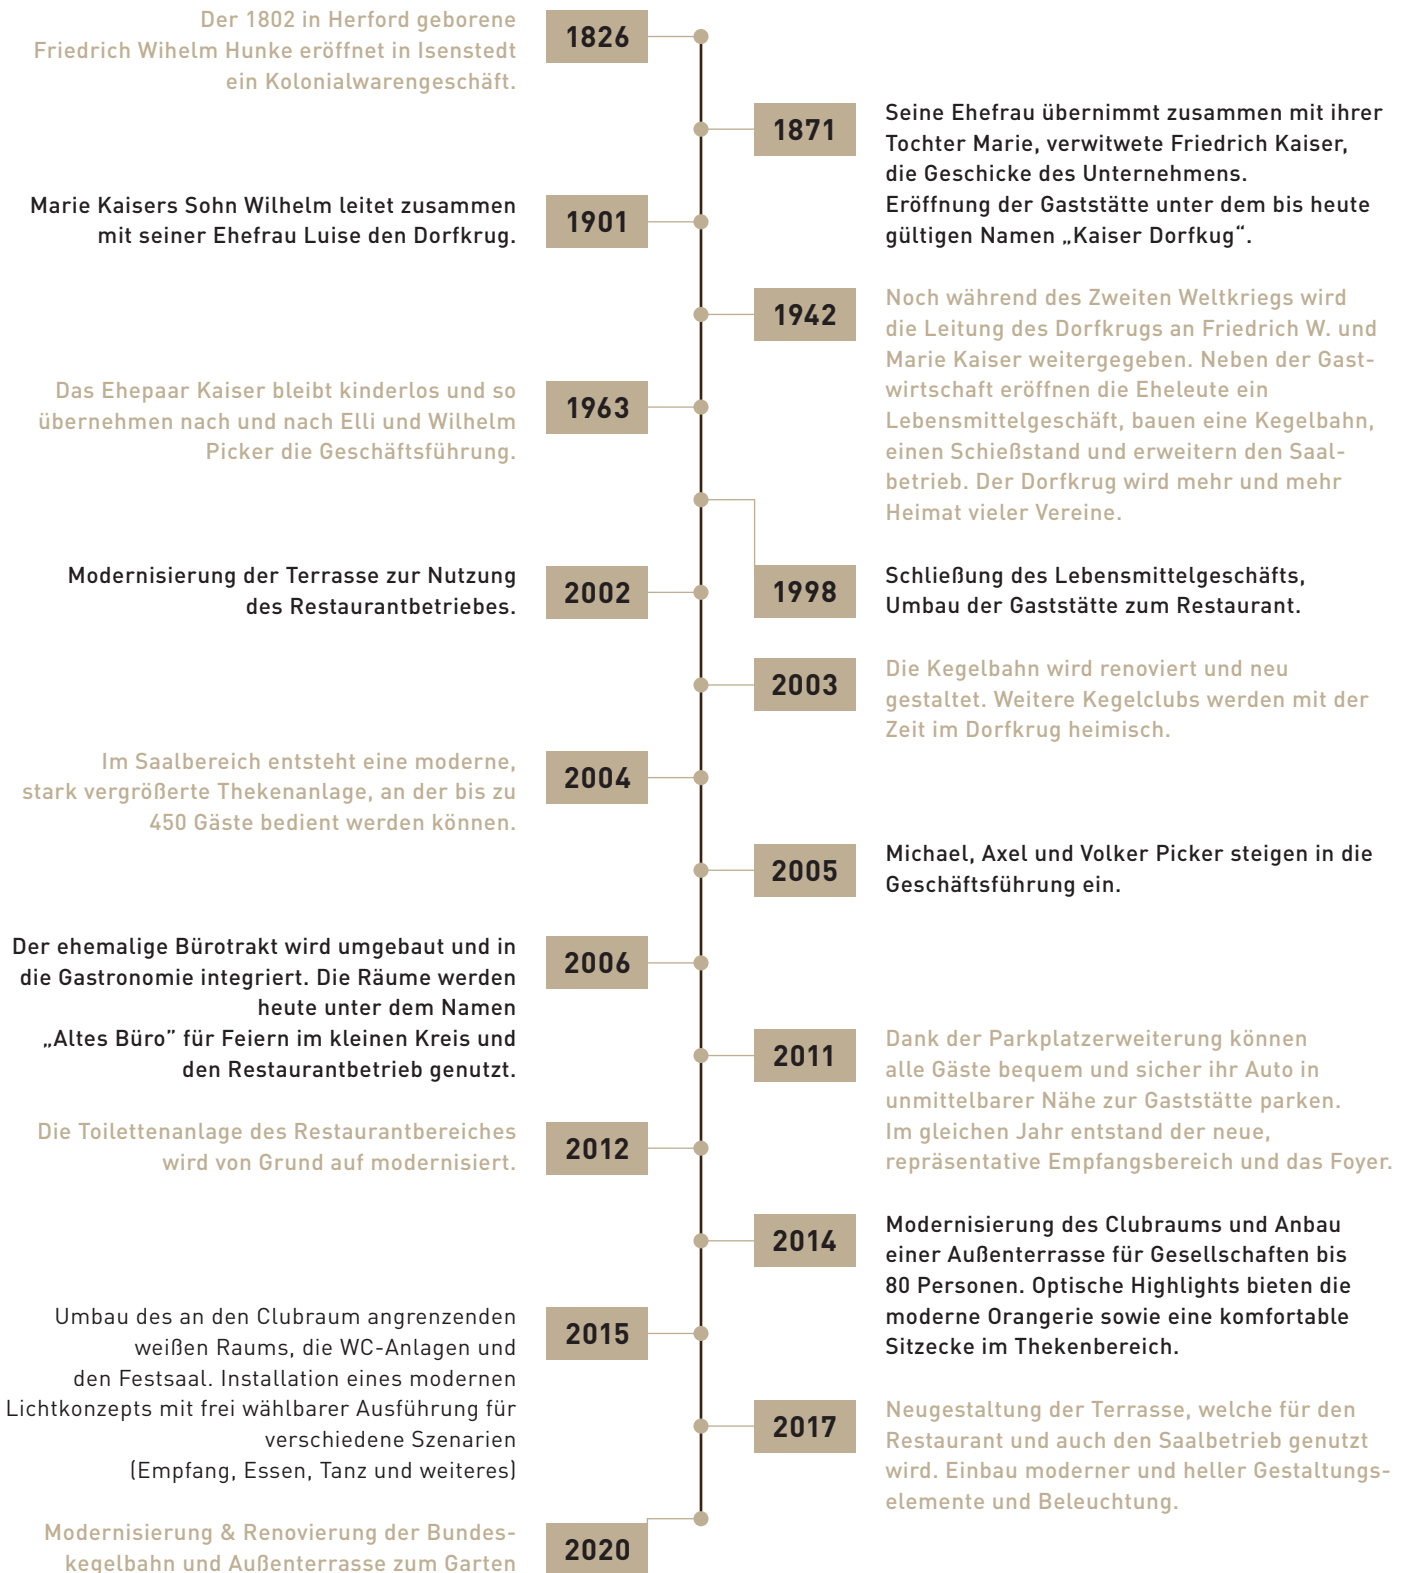 Der 1802 in Herford geborene
Friedrich Wihelm Hunke eröffnet in Isenstedt
ein Kolonialwarengeschäft.
1826
1871
Seine Ehefrau übernimmt zusammen mit ihrer
Tochter Marie, verwitwete Friedrich Kaiser,
die Geschicke des Unternehmens.
Eröffnung der Gaststätte unter dem bis heute
gültigen Namen „Kaiser Dorfkug“.
Marie Kaisers Sohn Wilhelm leitet zusammen
mit seiner Ehefrau Luise den Dorfkrug.
1901
1942
Noch während des Zweiten Weltkriegs wird
die Leitung des Dorfkrugs an Friedrich W. und
Marie Kaiser weitergegeben. Neben der Gast-
wirtschaft eröffnen die Eheleute ein
Lebensmittelgeschäft, bauen eine Kegelbahn,
einen Schießstand und erweitern den Saal-
betrieb. Der Dorfkrug wird mehr und mehr
Heimat vieler Vereine.
Das Ehepaar Kaiser bleibt kinderlos und so
übernehmen nach und nach Elli und Wilhelm
Picker die Geschäftsführung.
1963
1998
Schließung des Lebensmittelgeschäfts,
Umbau der Gaststätte zum Restaurant.
Modernisierung der Terrasse zur Nutzung
des Restaurantbetriebes.
2002
2003
Die Kegelbahn wird renoviert und neu
gestaltet. Weitere Kegelclubs werden mit der
Zeit im Dorfkrug heimisch.
Im Saalbereich entsteht eine moderne,
stark vergrößerte Thekenanlage, an der bis zu
450 Gäste bedient werden können.
2004
2005
Michael, Axel und Volker Picker steigen in die
Geschäftsführung ein.
Der ehemalige Bürotrakt wird umgebaut und in
die Gastronomie integriert. Die Räume werden
heute unter dem Namen
„Altes Büro” für Feiern im kleinen Kreis und
den Restaurantbetrieb genutzt.
2006
2011
Dank der Parkplatzerweiterung können
alle Gäste bequem und sicher ihr Auto in
unmittelbarer Nähe zur Gaststätte parken.
Im gleichen Jahr entstand der neue,
repräsentative Empfangsbereich und das Foyer.
Die Toilettenanlage des Restaurantbereiches
wird von Grund auf modernisiert.
2012
2014
Modernisierung des Clubraums und Anbau
einer Außenterrasse für Gesellschaften bis
80 Personen. Optische Highlights bieten die
moderne Orangerie sowie eine komfortable
Sitzecke im Thekenbereich.
Umbau des an den Clubraum angrenzenden
weißen Raums, die WC-Anlagen und
den Festsaal. Installation eines modernen
Lichtkonzepts mit frei wählbarer Ausführung für
verschiedene Szenarien
(Empfang, Essen, Tanz und weiteres)
2015
2017
Neugestaltung der Terrasse, welche für den
Restaurant und auch den Saalbetrieb genutzt
wird. Einbau moderner und heller Gestaltungs-
elemente und Beleuchtung.
Modernisierung & Renovierung der Bundes-
kegelbahn und Außenterrasse zum Garten
2020